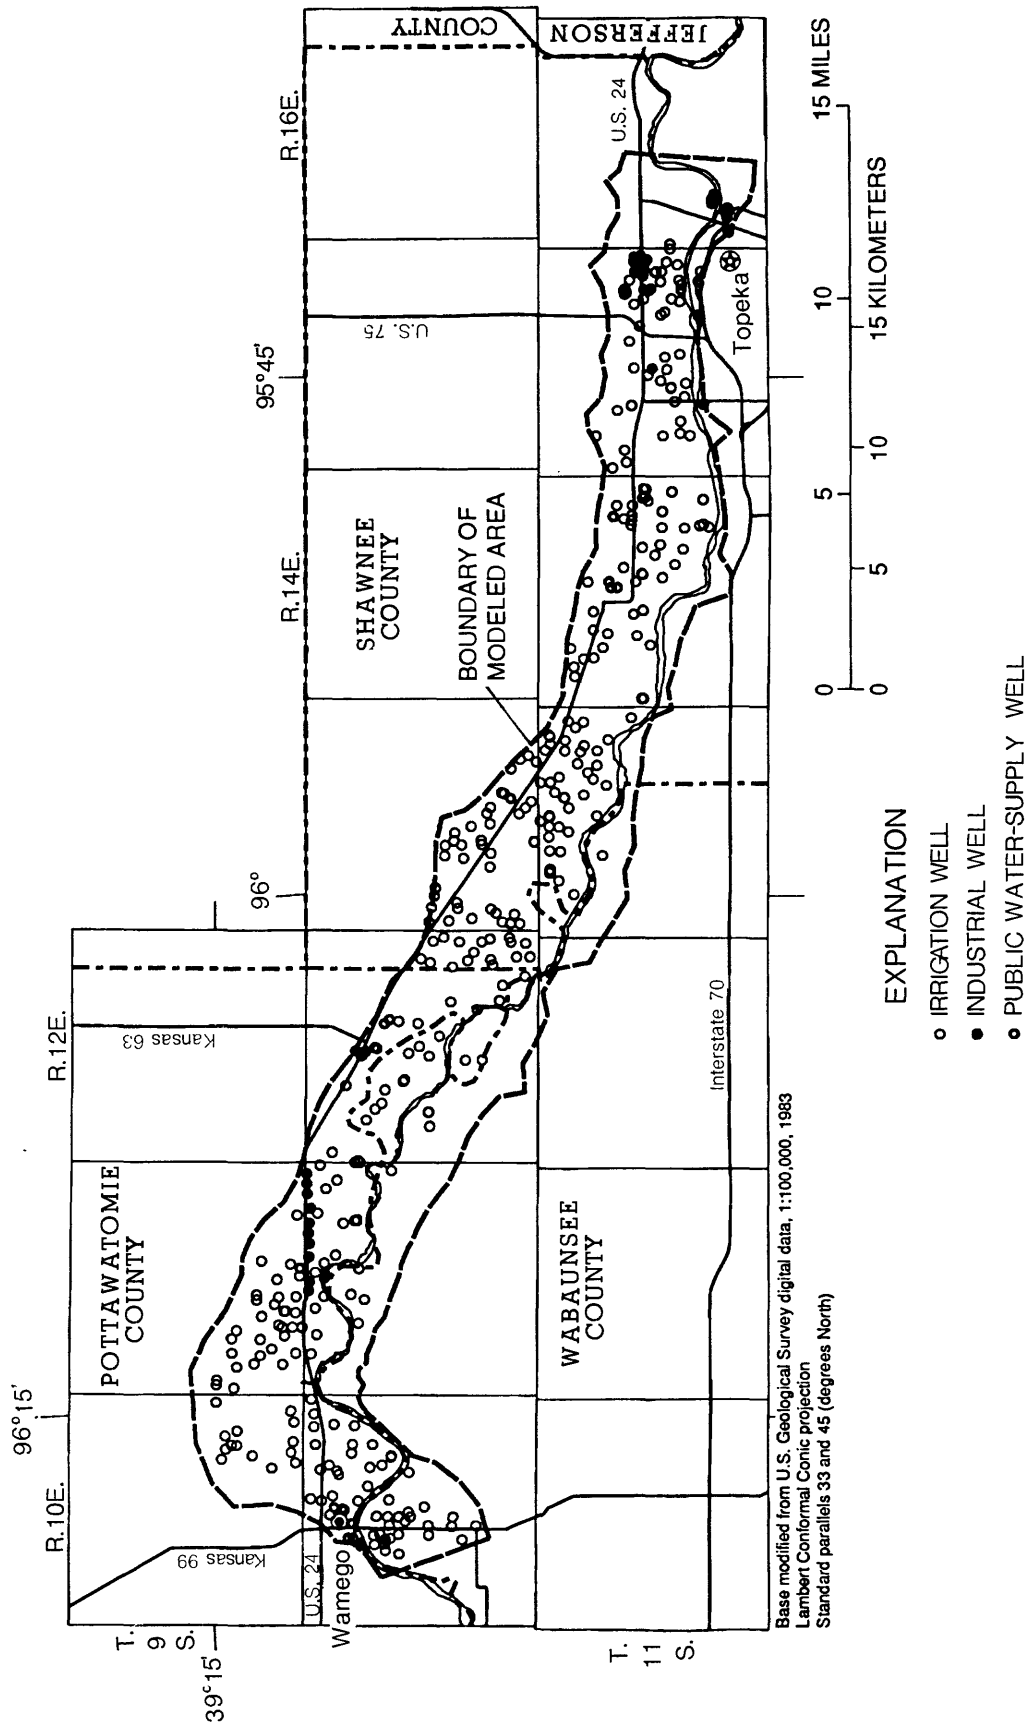 R.10E.
96°15'
R.12E.
96°
R.14E.
95°45'
R.16E.
T.
9
S.
39°15'
T.
11
S.
Kansas 99
U.S. 24
Wamego
POTTAWATOMIE
COUNTY
Kansas 63
WABAUNSEE
COUNTY
Interstate 70
SHAWNEE
COUNTY
BOUNDARY OF
MODELED AREA
U.S. 75
Topeka
U.S. 24
JEFFERSON
COUNTY
Base modified from U.S. Geological Survey digital data, 1:100,000, 1983
Lambert Conformal Conic projection
Standard parallels 33 and 45 (degrees North)
0 5 10 15 MILES
0 5 10 15 KILOMETERS
EXPLANATION
IRRIGATION WELL
INDUSTRIAL WELL
PUBLIC WATER-SUPPLY WELL